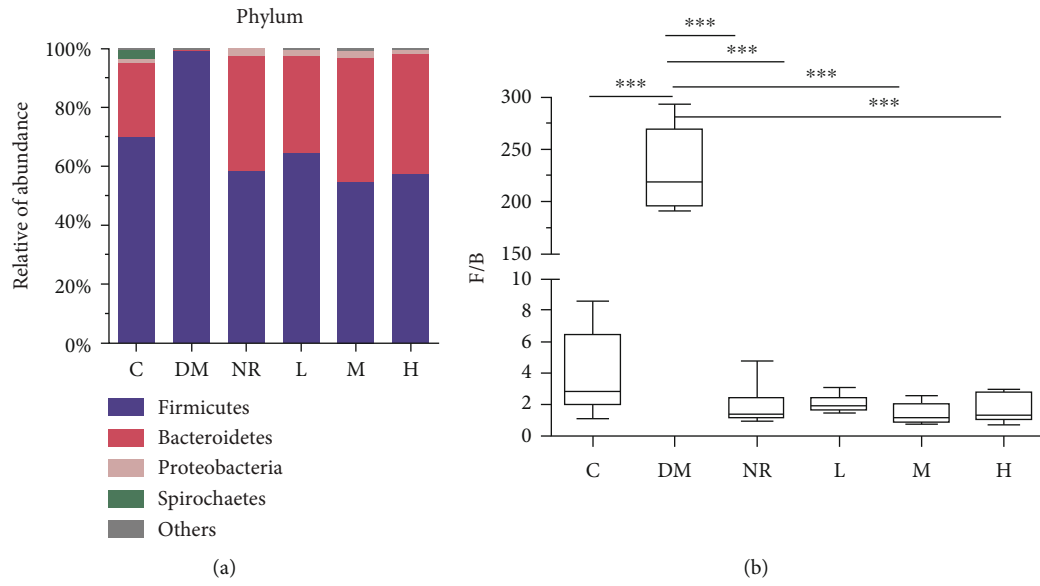 Phylum
Relative of abundance
100%
80%
60%
40%
20%
0%
C DM NR L M H
Firmicutes
Bacteroidetes
Proteobacteria
Spirochaetes
Others
(a)
***
***
***
*** ***
F/B
300
250
200
150
10
8
6
4
2
0
C DM NR L M H
(b)